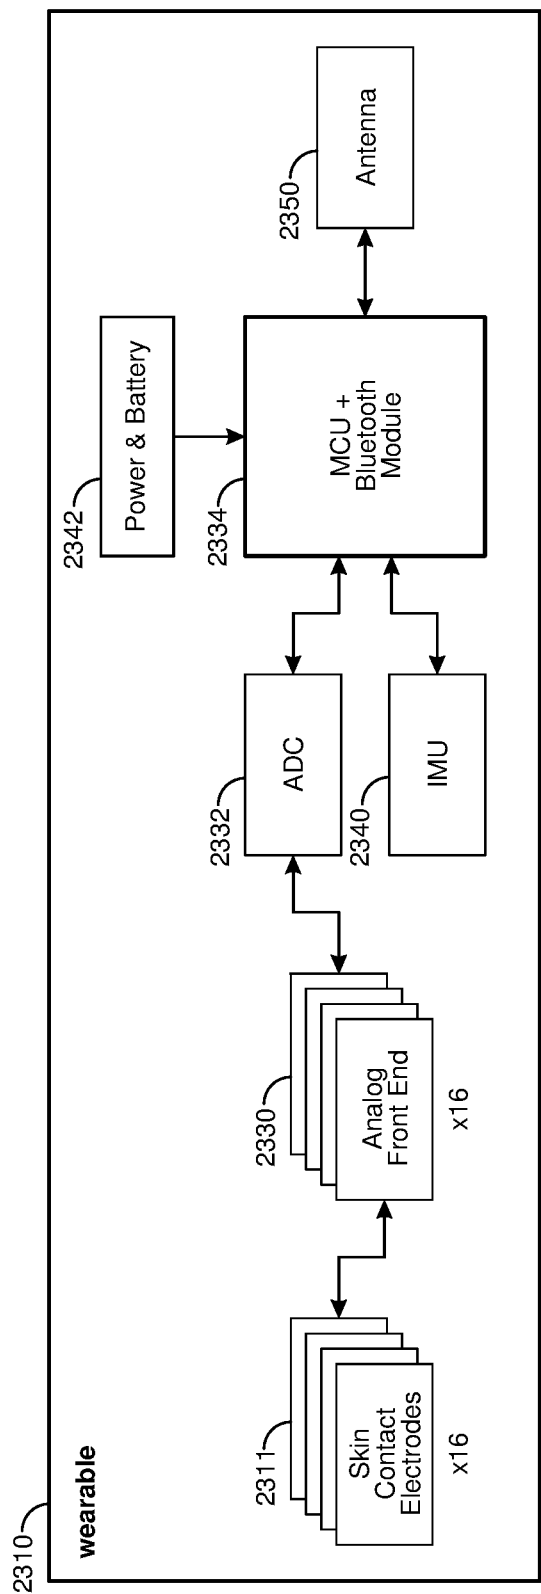 2310
wearable
2311
Skin
Contact
Electrodes
x16
2330
Analog
Front End
x16
2332
ADC
2340
IMU
2342
Power & Battery
2334
MCU +
Bluetooth
Module
2350
Antenna